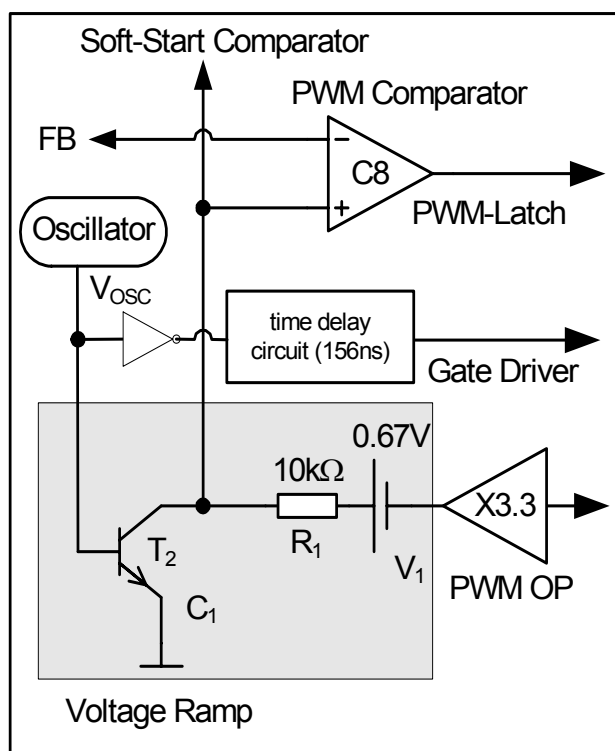 Soft-Start Comparator
PWM Comparator
FB
C8
PWM-Latch
Oscillator
VOSC
time delay
circuit (156ns)
Gate Driver
0.67V
10kΩ
X3.3
T2
R1
V1
PWM OP
C1
Voltage Ramp